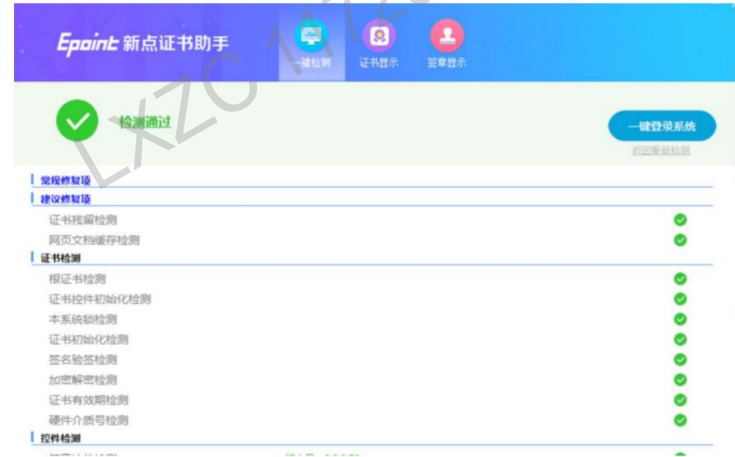 Epoint 新点证书助手
一键检测 证书显示 签章显示
检测通过
一键登录系统
返回重新检测
常规修复项
建议修复项
证书残留检测
网页文档缓存检测
证书检测
根证书检测
证书控件初始化检测
本系统锁检测
证书初始化检测
签名验签检测
加密解密检测
证书有效期检测
硬件介质号检测
控件检测